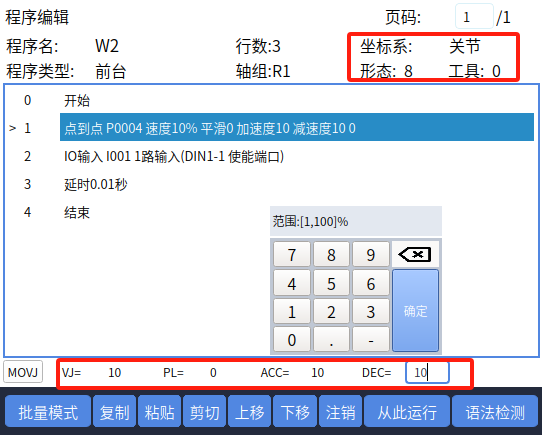 程序编辑 页码: 1 /1
程序名: W2 行数:3 坐标系: 关节
程序类型: 前台 轴组:R1 形态: 8 工具: 0
0 开始
> 1 点到点 P0004 速度10% 平滑0 加速度10 减速度10 0
2 IO输入 I001 1路输入(DIN1-1 使能端口)
3 延时0.01秒
4 结束
范围:[1,100]%
7 8 9
4 5 6 确定
1 2 3
0 . -
MOVJ VJ= 10 PL= 0 ACC= 10 DEC= 10
批量模式 复制 粘贴 剪切 上移 下移 注销 从此运行 语法检测